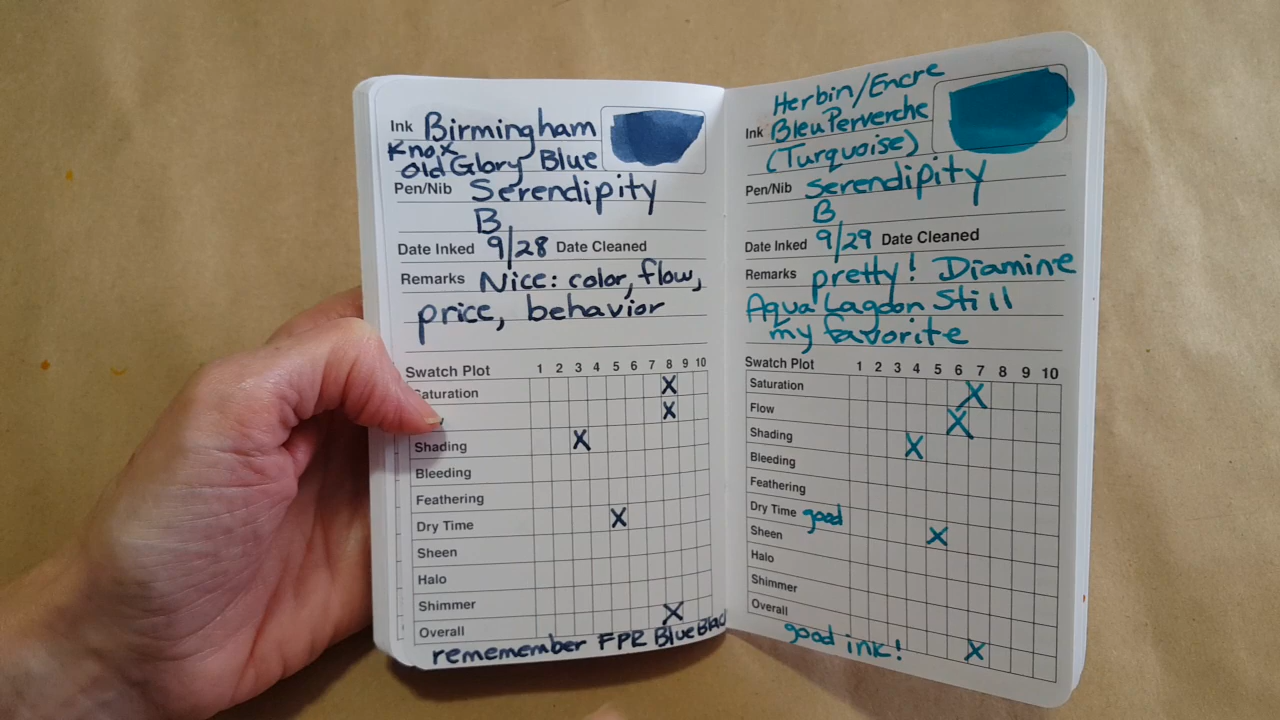 Ink Birmingham
Knox
Old Glory Blue
Pen/Nib Serendipity
B
Date Inked 9/28 Date Cleaned
Remarks Nice: color, flow,
price, behavior
Swatch Plot 1 2 3 4 5 6 7 8 9 10
Saturation X
X
Shading X
Bleeding
Feathering
Dry Time X
Sheen
Halo
Shimmer
Overall X
rememember FPR BlueBlac
Herbin/Encre
Ink Bleu Perverche
(Turquoise)
Pen/Nib Serendipity
B
Date Inked 9/29 Date Cleaned
Remarks pretty! Diamine
Aqua Lagoon Still
my favorite
Swatch Plot 1 2 3 4 5 6 7 8 9 10
Saturation X
Flow X
Shading X
Bleeding
Feathering
Dry Time good
Sheen X
Halo
Shimmer
Overall X
good ink!